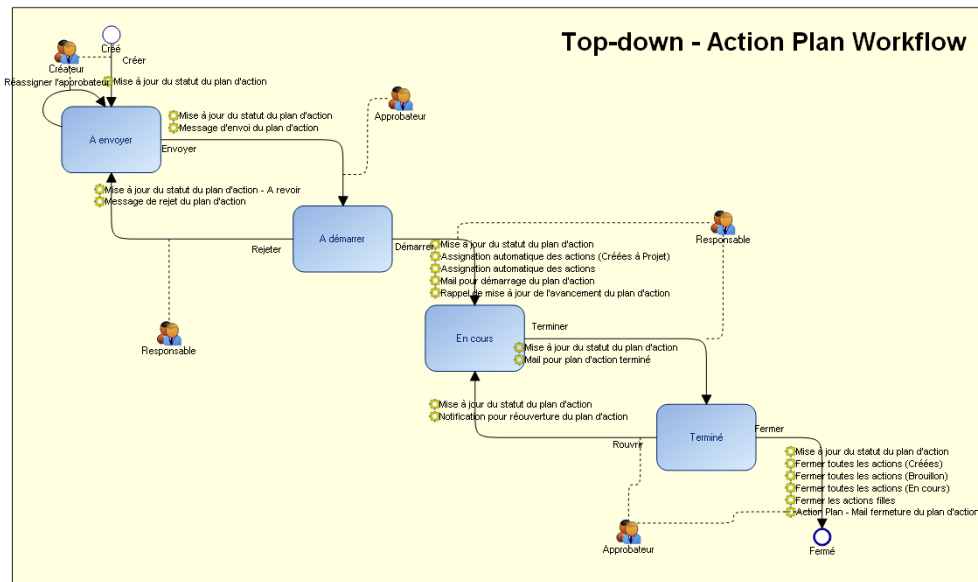 Top-down - Action Plan Workflow
Créé
Créer
Créateur
Réassigner l'approbateur
Mise à jour du statut du plan d'action
A envoyer
Mise à jour du statut du plan d'action
Message d'envoi du plan d'action
Envoyer
Approbateur
Mise à jour du statut du plan d'action - A revoir
Message de rejet du plan d'action
A démarrer
Rejeter
Démarrer
Responsable
Mise à jour du statut du plan d'action
Assignation automatique des actions (Créées à Projet)
Assignation automatique des actions
Mail pour démarrage du plan d'action
Rappel de mise à jour de l'avancement du plan d'action
Responsable
En cours
Terminer
Mise à jour du statut du plan d'action
Mail pour plan d'action terminé
Mise à jour du statut du plan d'action
Notification pour réouverture du plan d'action
Rouvrir
Terminé
Fermer
Mise à jour du statut du plan d'action
Fermer toutes les actions (Créées)
Fermer toutes les actions (Brouillon)
Fermer toutes les actions (En cours)
Fermer les actions filles
Action Plan - Mail fermeture du plan d'action
Approbateur
Fermé